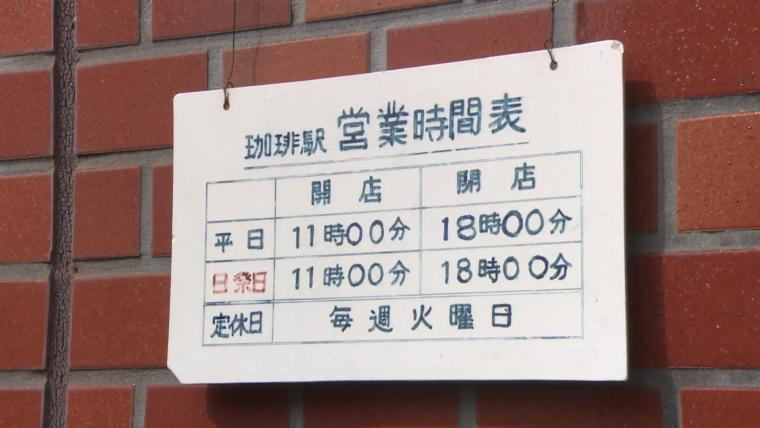 珈琲駅 営業時間表
開店 閉店
平日 11時00分 18時00分
日祭日 11時00分 18時00分
定休日 毎週火曜日